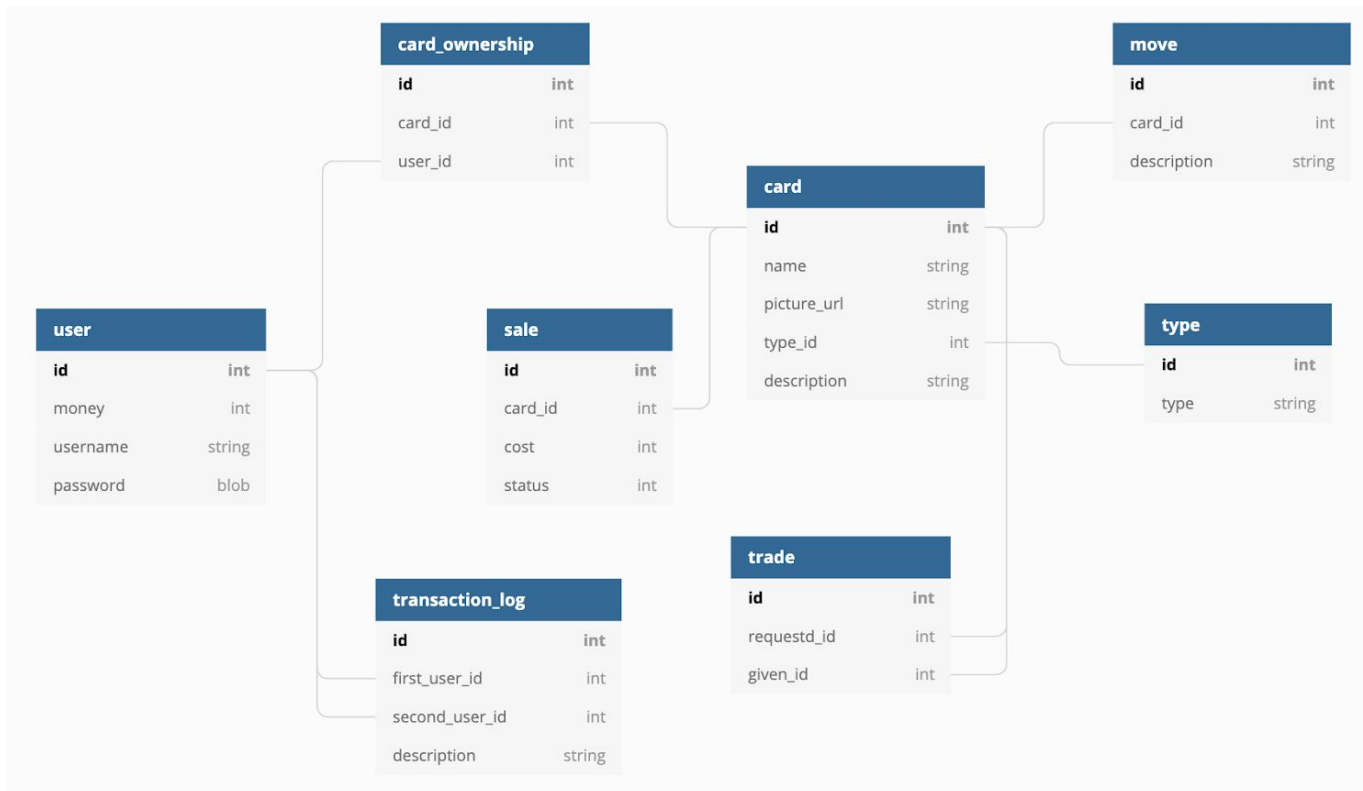 card_ownership
id int
card_id int
user_id int
move
id int
card_id int
description string
card
id int
name string
picture_url string
type_id int
description string
user
id int
money int
username string
password blob
sale
id int
card_id int
cost int
status int
type
id int
type string
trade
id int
requestd_id int
given_id int
transaction_log
id int
first_user_id int
second_user_id int
description string